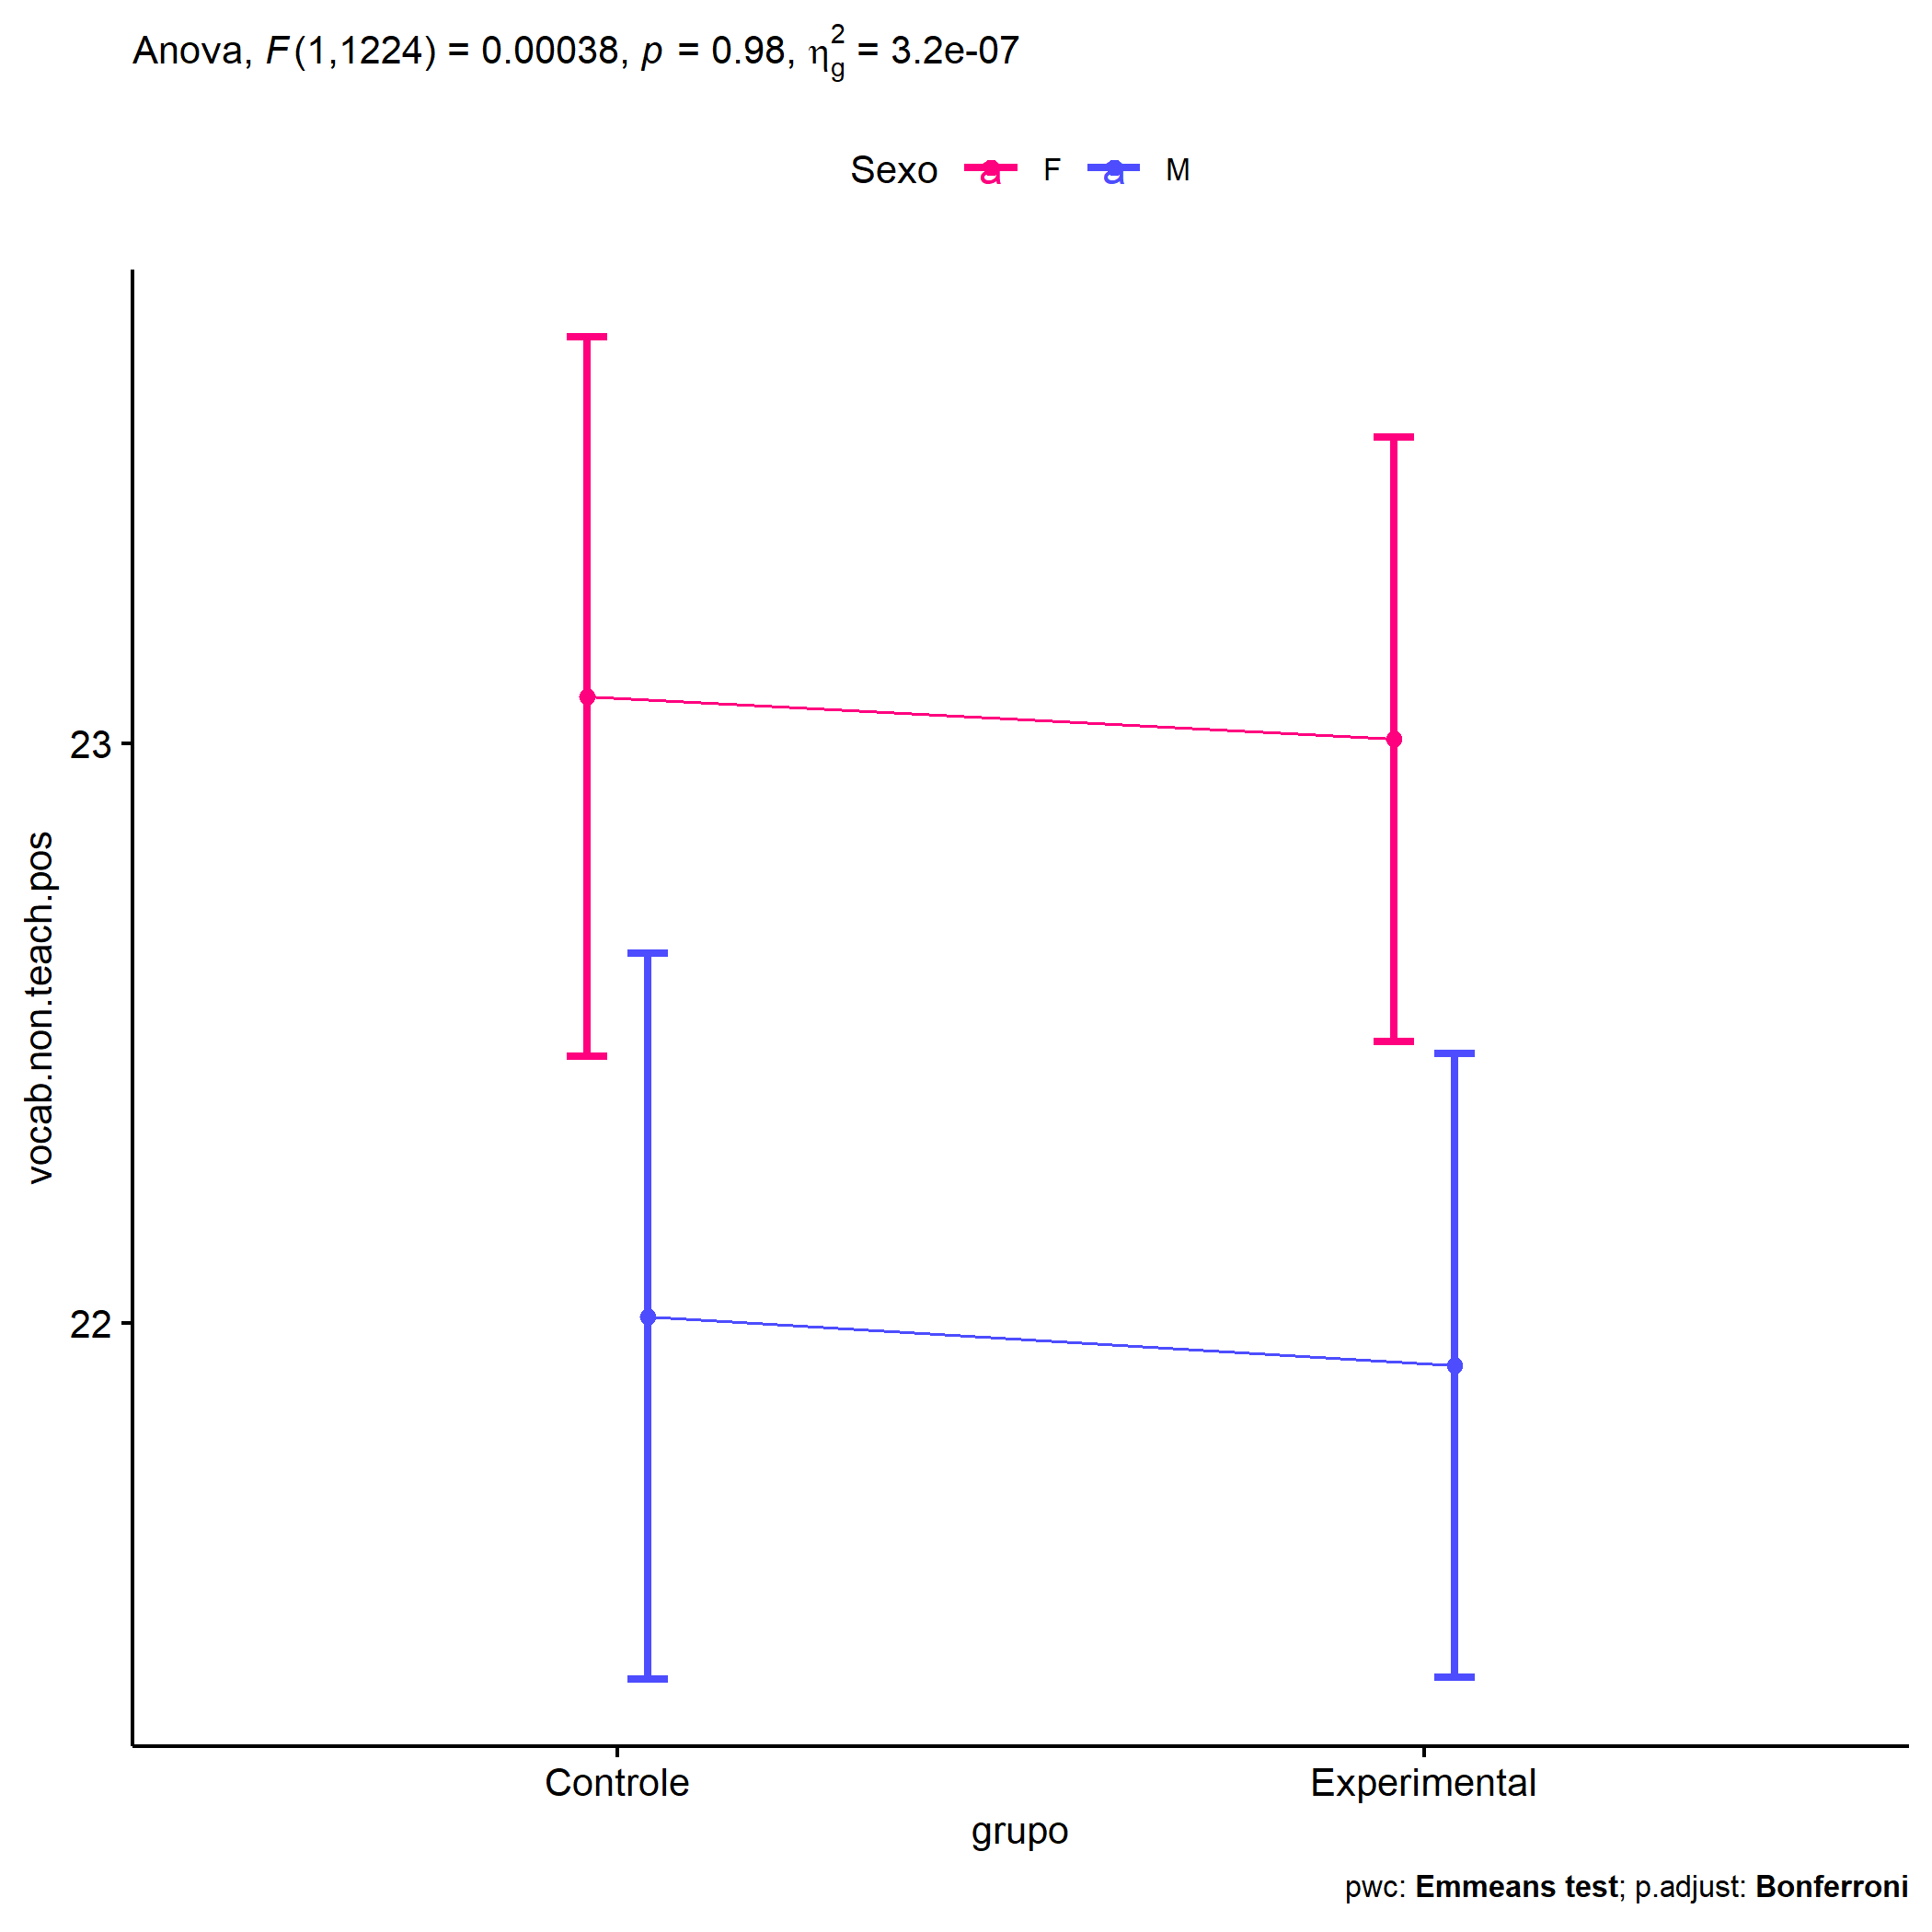 Anova, F(1,1224) = 0.00038, p = 0.98, η²g = 3.2e-07
Sexo a F a M
23
22
vocab.non.teach.pos
Controle Experimental
grupo
pwc: Emmeans test; p.adjust: Bonferroni